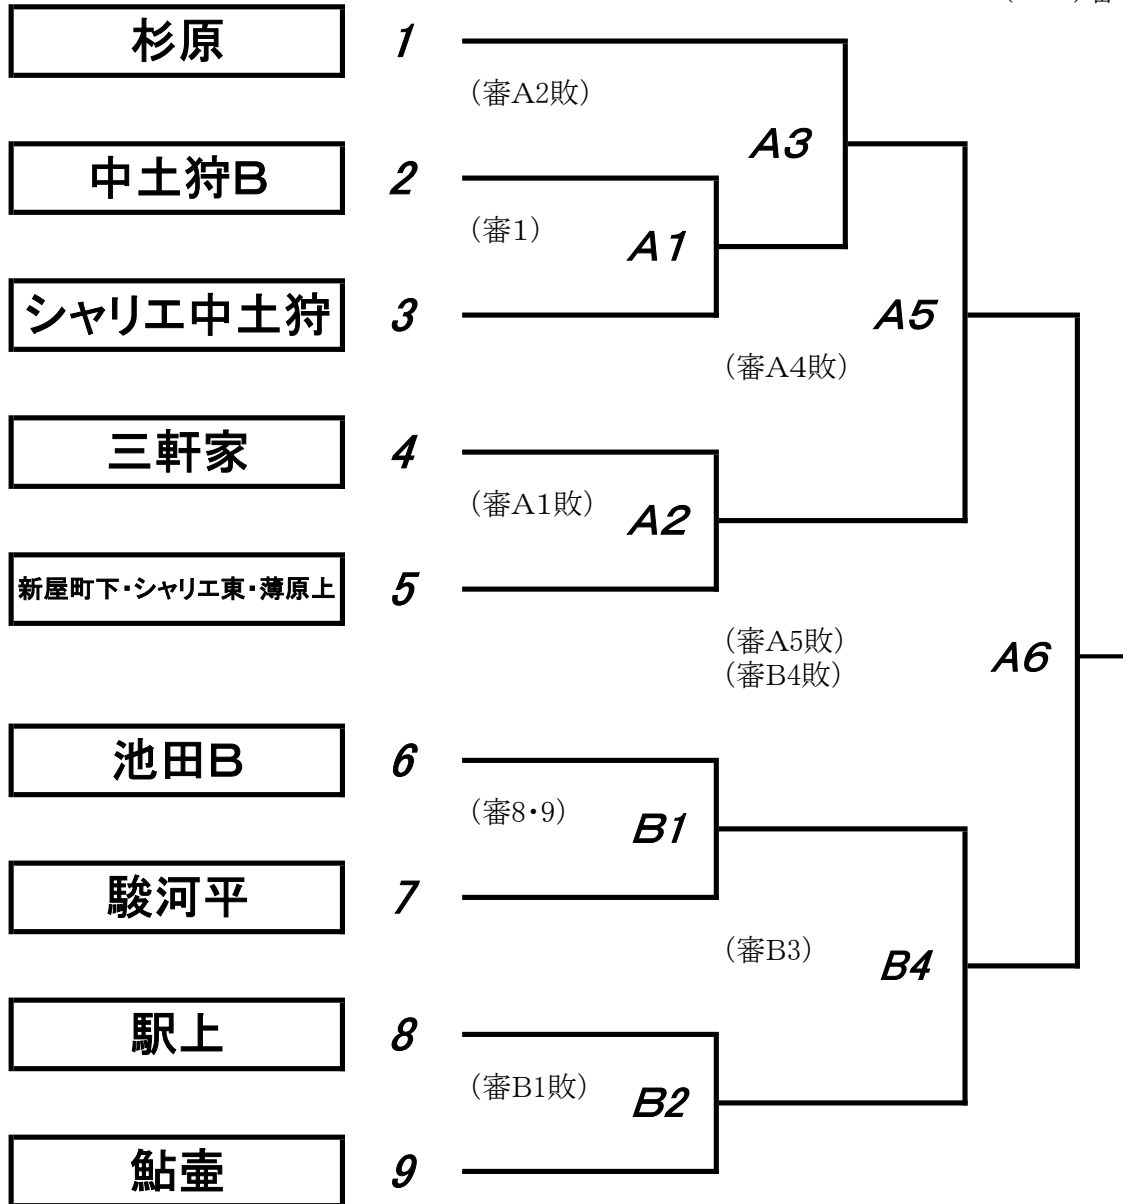 杉原 1
(審A2敗)
A3
中土狩B 2
(審1)
A1
シャリエ中土狩 3
A5
(審A4敗)
三軒家 4
(審A1敗)
A2
新屋町下・シャリエ東・薄原上 5
(審A5敗)
(審B4敗)
A6
池田B 6
(審8・9)
B1
駿河平 7
(審B3)
B4
駅上 8
(審B1敗)
B2
鮎壷 9